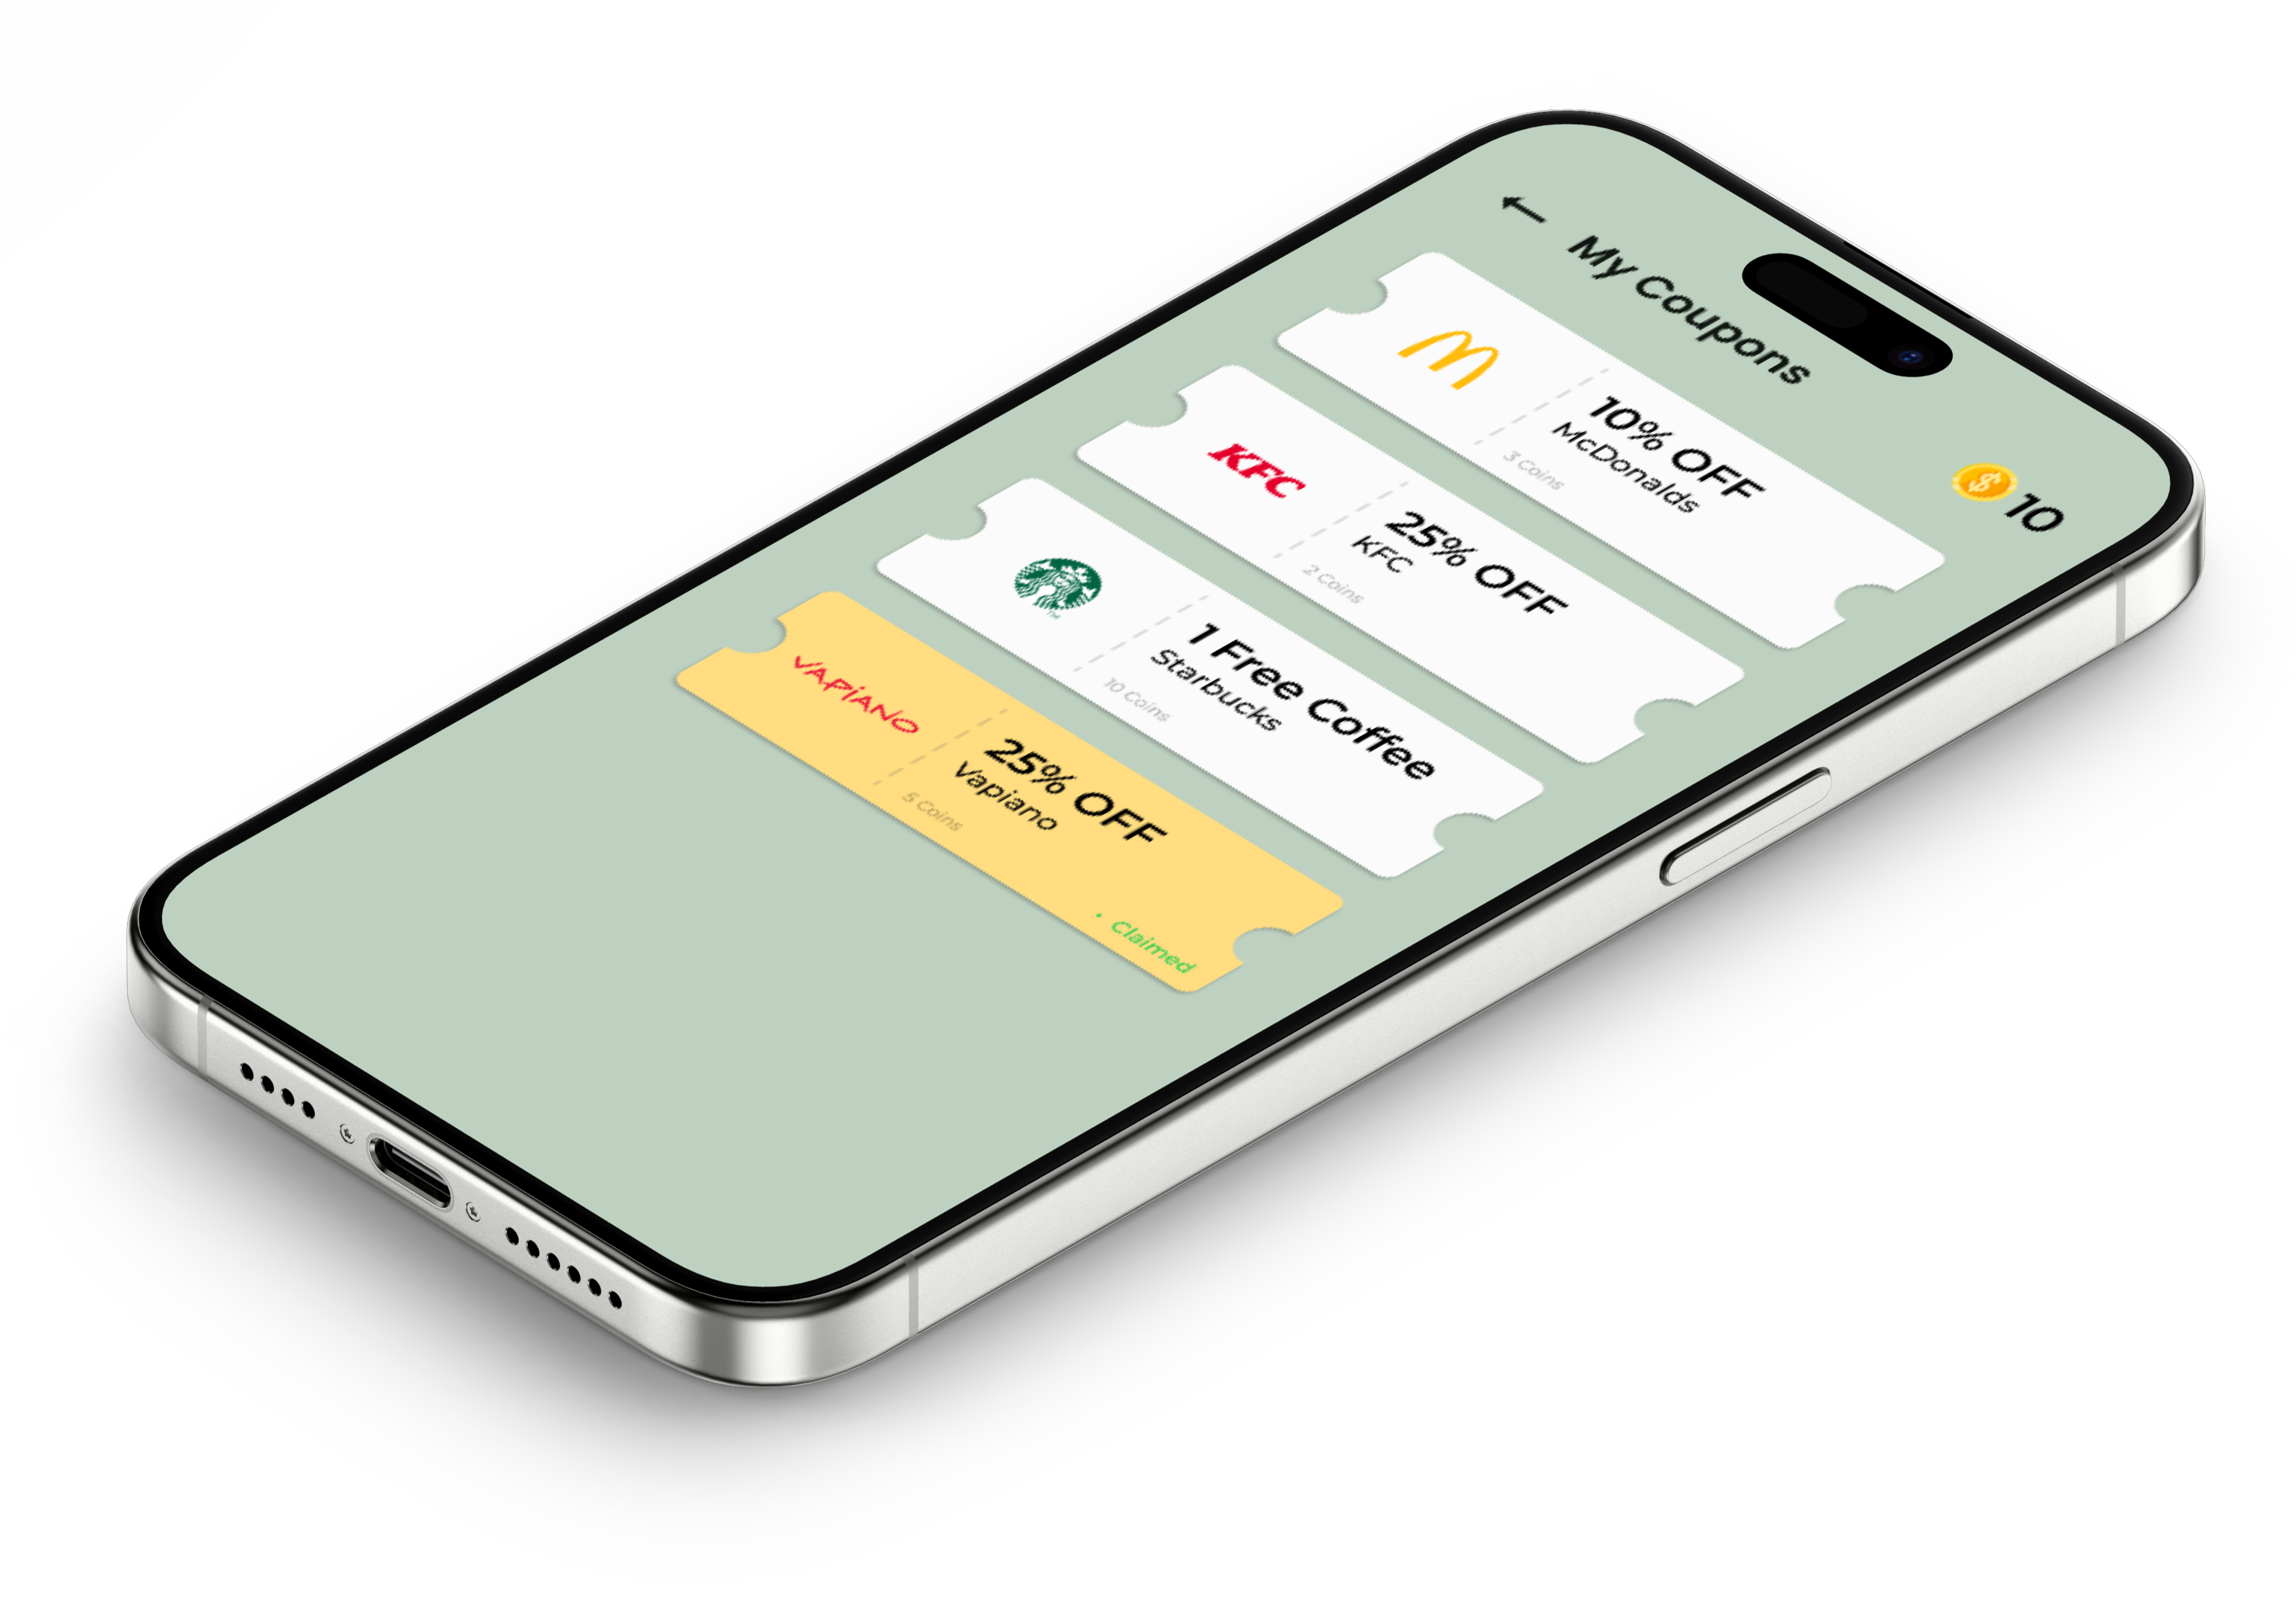 My Coupons
$ 10
10% OFF
McDonalds
3 Coins
KFC
25% OFF
KFC
2 Coins
1 Free Coffee
Starbucks
10 Coins
TM
VAPIANO
25% OFF
Vapiano
5 Coins
· Claimed